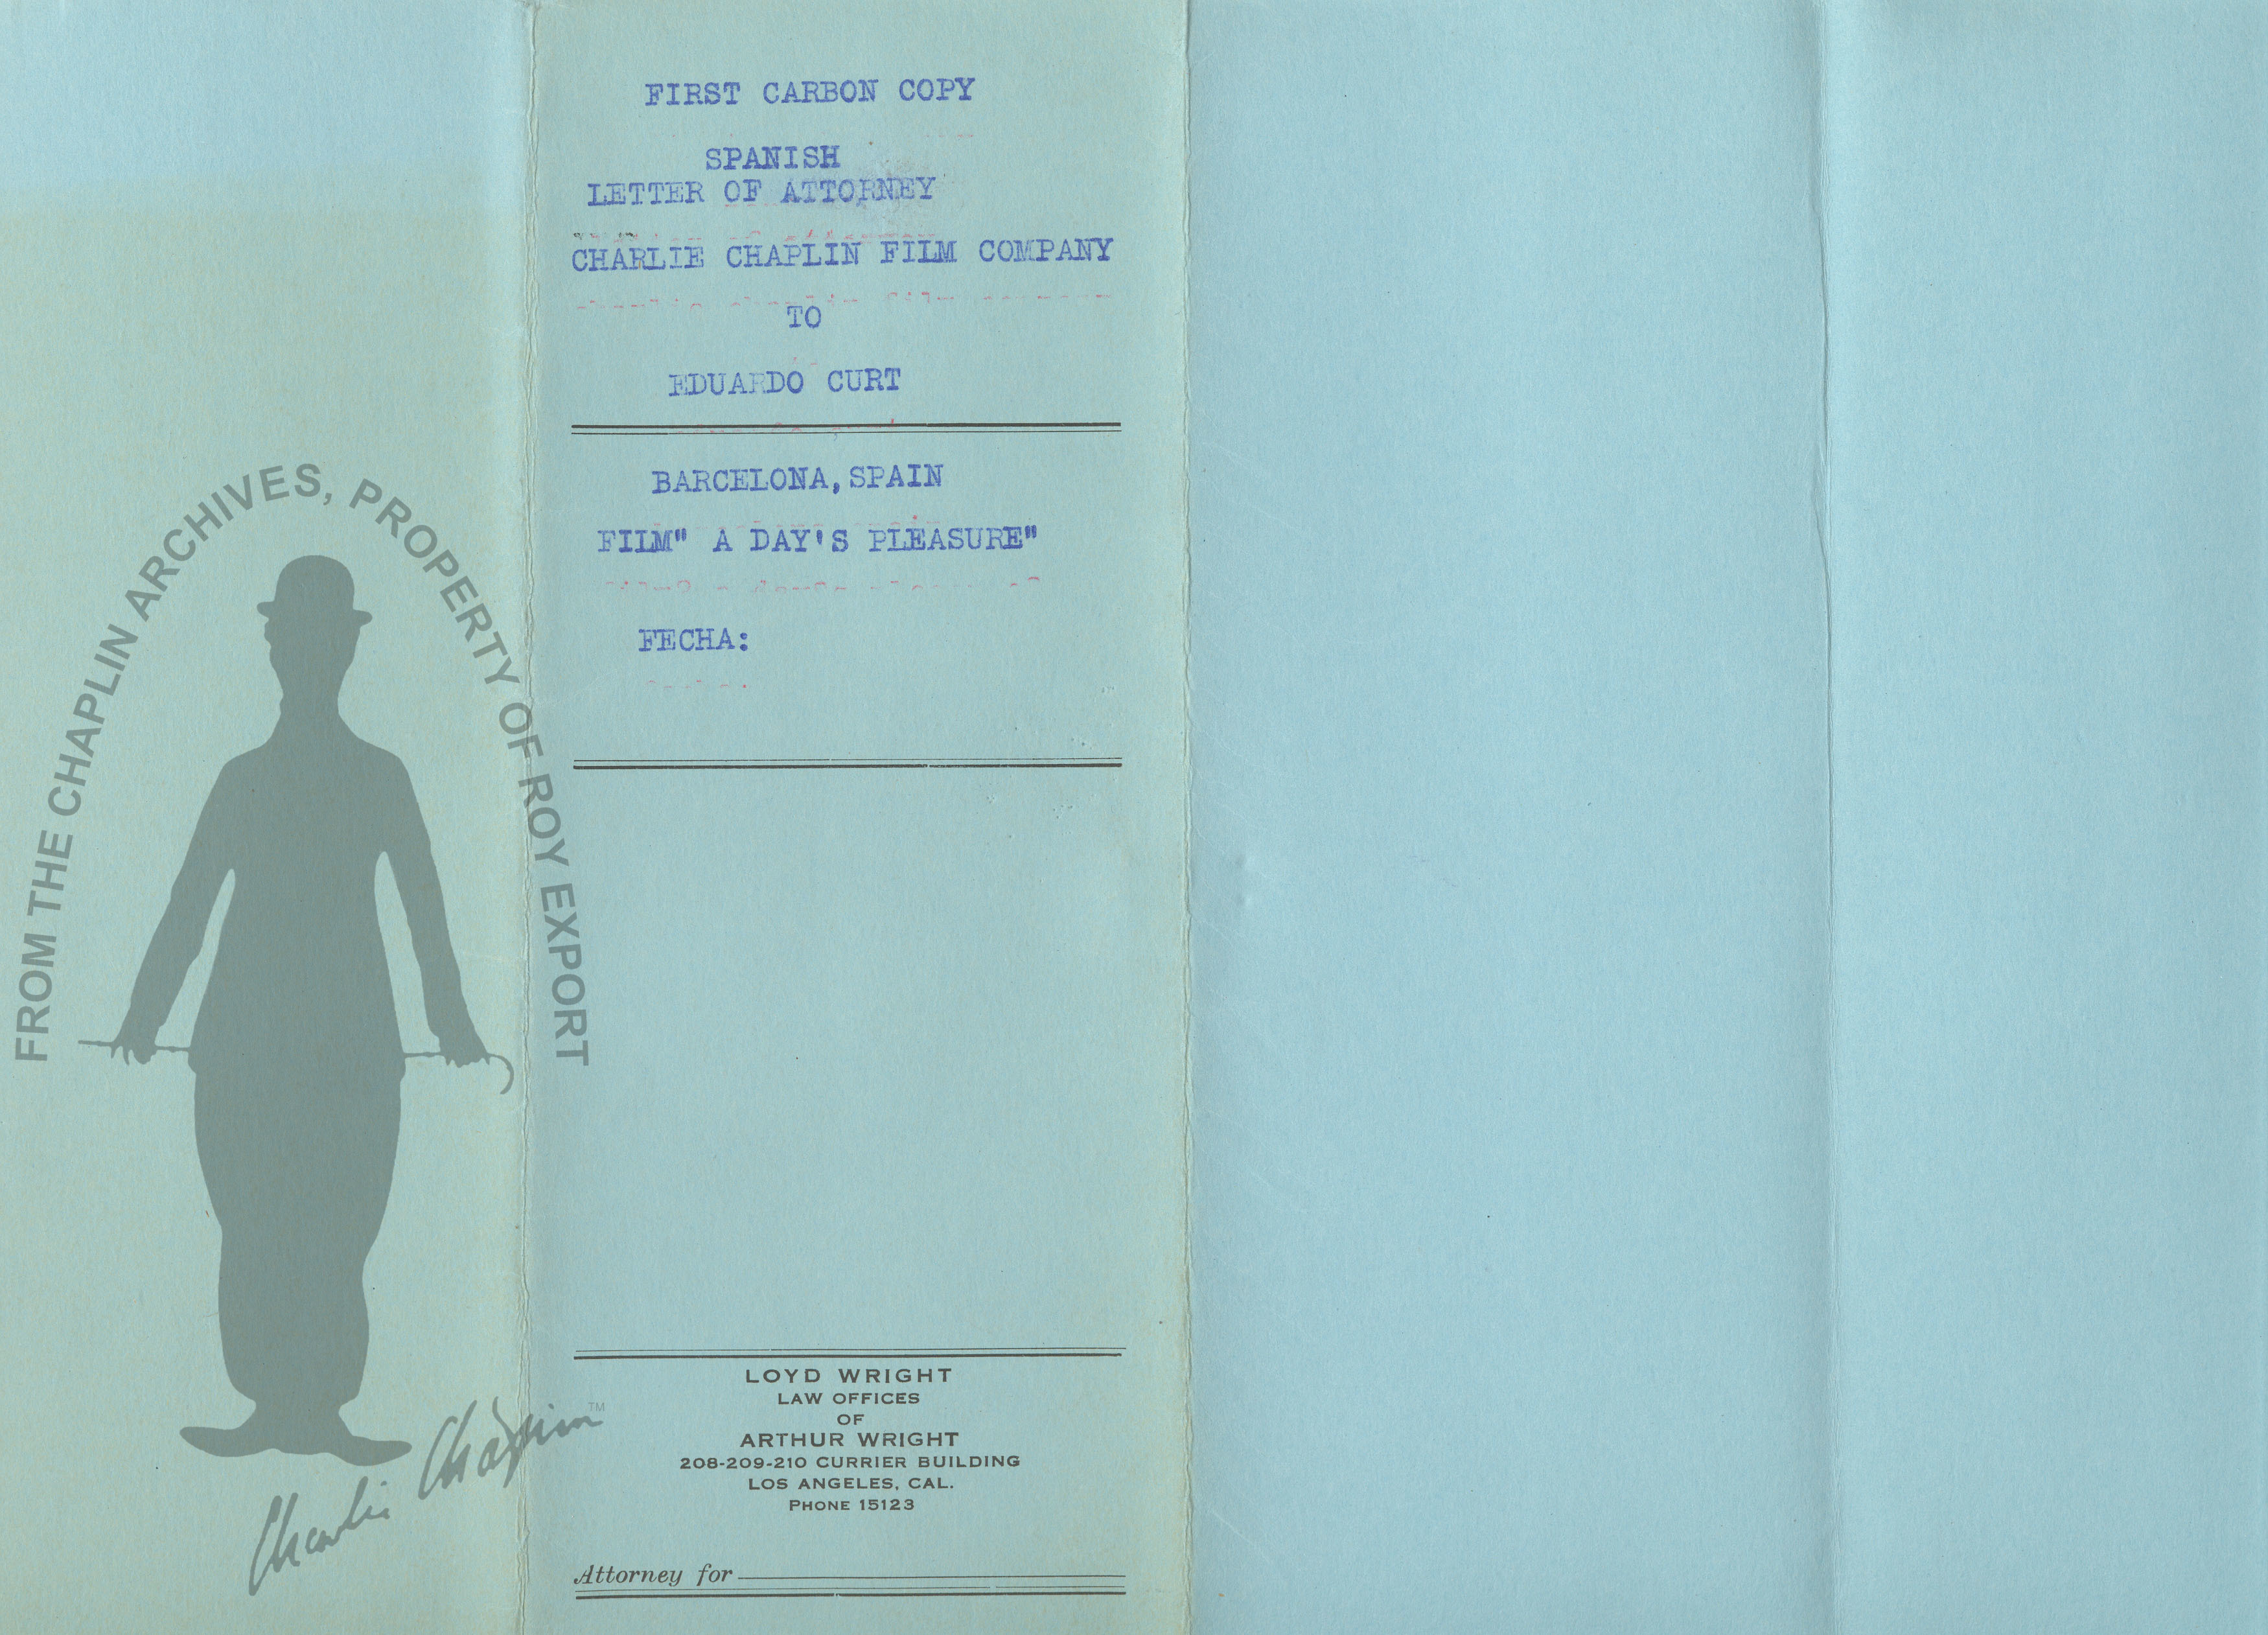 FIRST CARBON COPY
SPANISH
LETTER OF ATTORNEY
CHARLIE CHAPLIN FILM COMPANY
TO
EDUARDO CURT
BARCELONA, SPAIN
FILM" A DAY'S PLEASURE"
FECHA:
LOYD WRIGHT
LAW OFFICES
OF
ARTHUR WRIGHT
208-209-210 CURRIER BUILDING
LOS ANGELES, CAL.
PHONE 15123
Attorney for
FROM THE CHAPLIN ARCHIVES, PROPERTY OF ROY EXPORT
Charlie Chaplin™